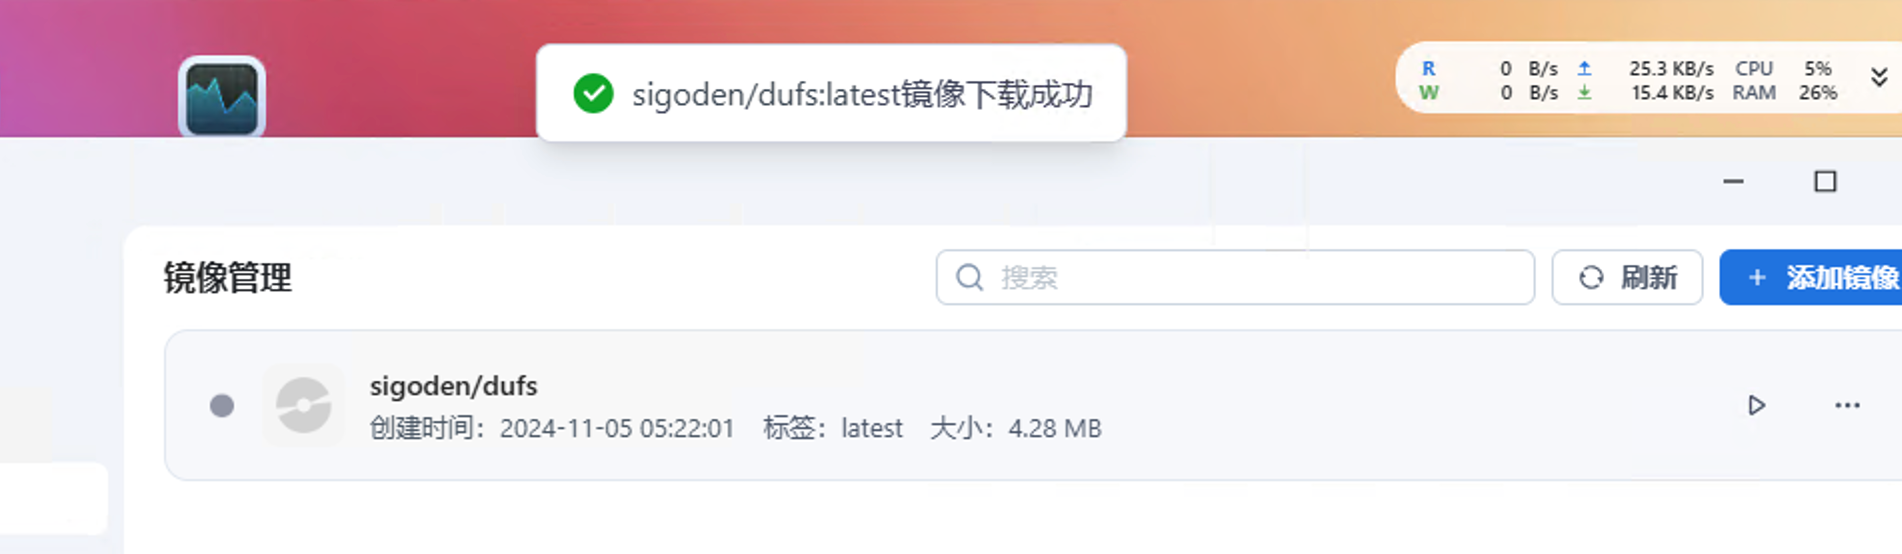 sigoden/dufs:latest镜像下载成功
R 0 B/s 25.3 KB/s CPU 5%
W 0 B/s 15.4 KB/s RAM 26%
镜像管理
搜索
刷新
+ 添加镜像
sigoden/dufs
创建时间：2024-11-05 05:22:01 标签：latest 大小：4.28 MB